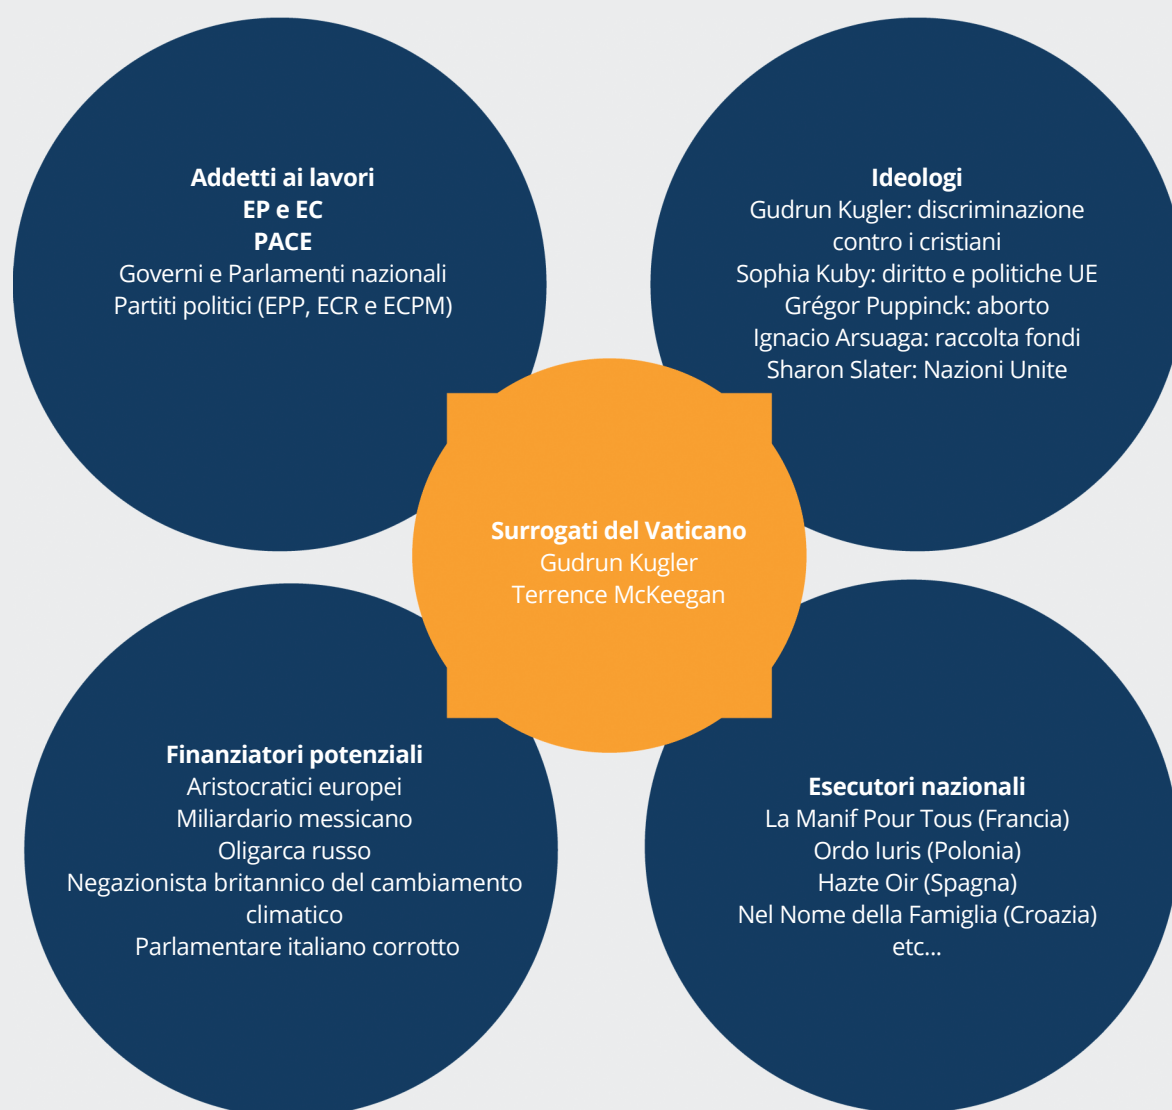 Addetti ai lavori
EP e EC
PACE
Governi e Parlamenti nazionali
Partiti politici (EPP, ECR e ECPM)
Ideologi
Gudrun Kugler: discriminazione
contro i cristiani
Sophia Kuby: diritto e politiche UE
Grégor Puppinck: aborto
Ignacio Arsuaga: raccolta fondi
Sharon Slater: Nazioni Unite
Surrogati del Vaticano
Gudrun Kugler
Terrence McKeegan
Finanziatori potenziali
Aristocratici europei
Miliardario messicano
Oligarca russo
Negazionista britannico del cambiamento
climatico
Parlamentare italiano corrotto
Esecutori nazionali
La Manif Pour Tous (Francia)
Ordo Iuris (Polonia)
Hazte Oir (Spagna)
Nel Nome della Famiglia (Croazia)
etc...